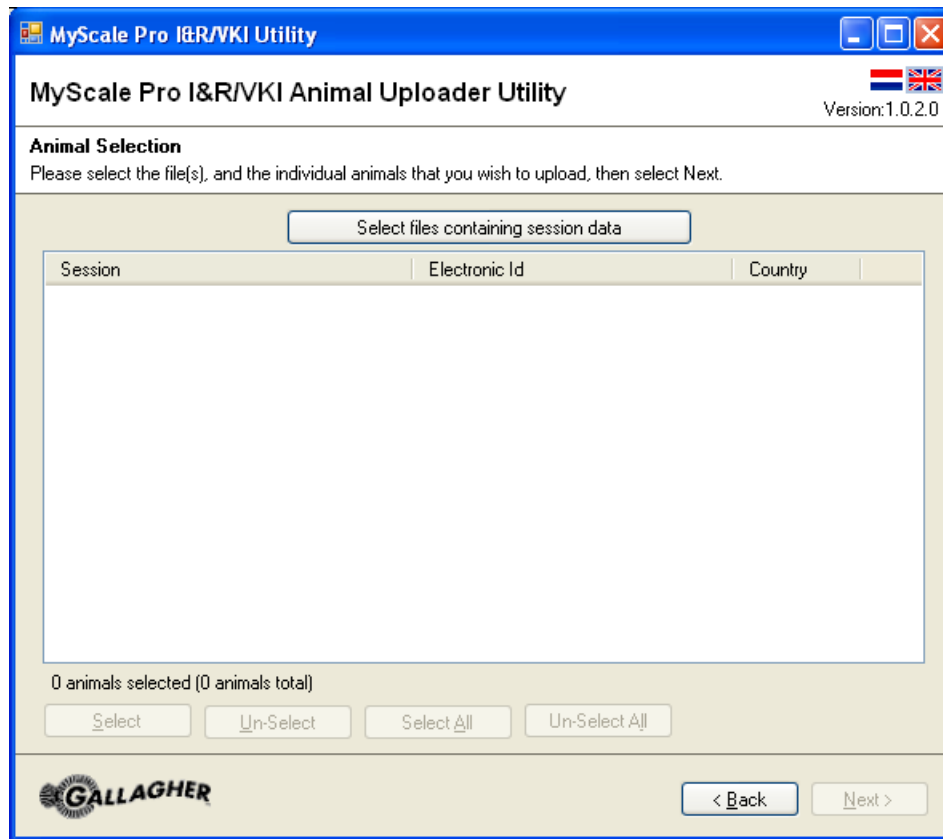 MyScale Pro I&R/VKI Utility
MyScale Pro I&R/VKI Animal Uploader Utility
Version:1.0.2.0
Animal Selection
Please select the file(s), and the individual animals that you wish to upload, then select Next.
Select files containing session data
Session Electronic Id Country
0 animals selected (0 animals total)
Select Un-Select Select All Un-Select All
GALLAGHER
< Back Next >